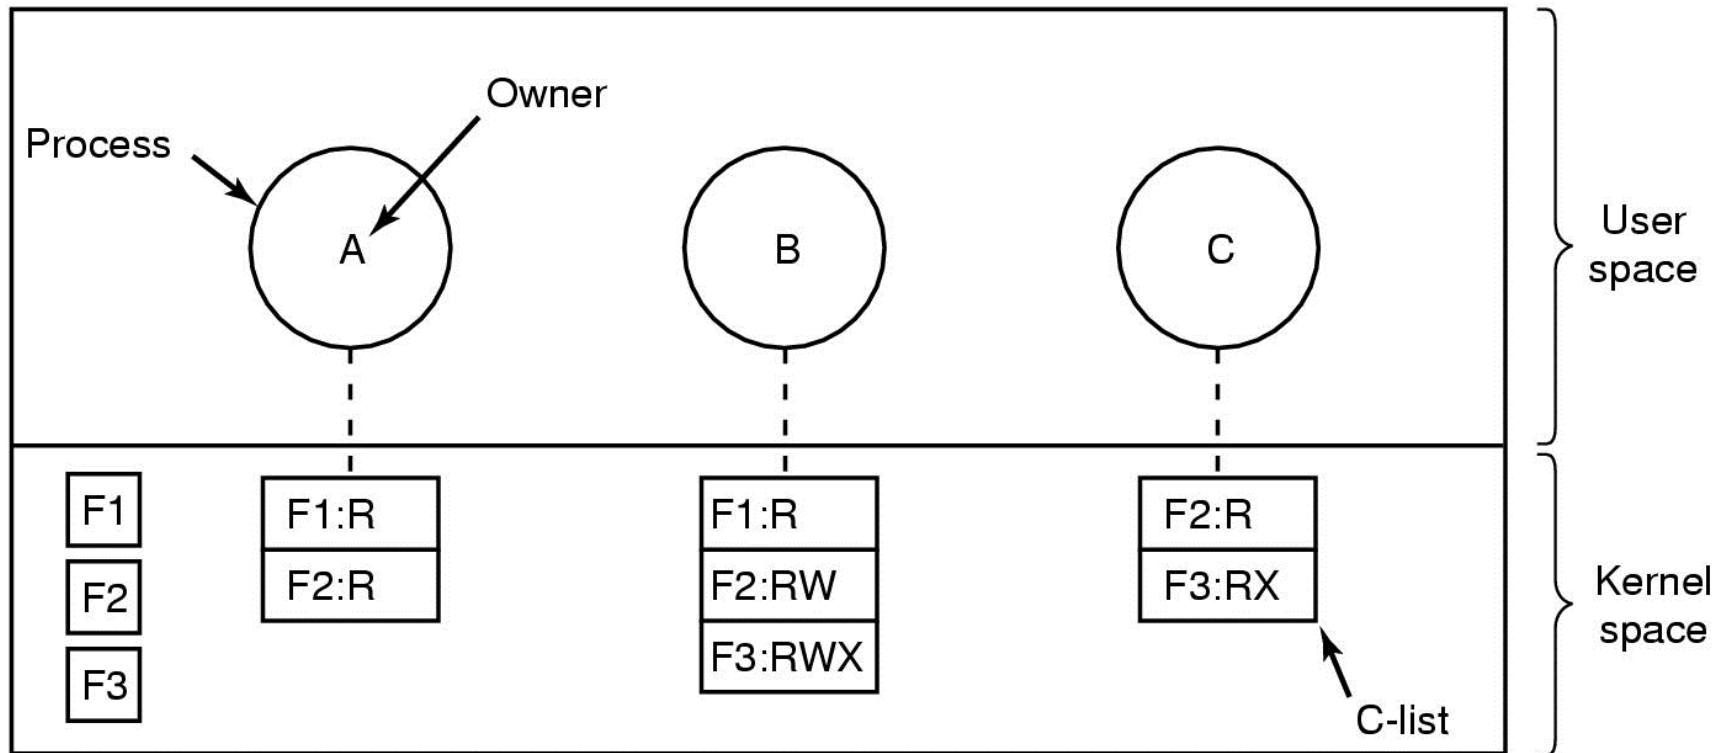 Owner
Process
A
B
C
User
space
F1
F2
F3
F1:R
F2:R
F1:R
F2:RW
F3:RWX
F2:R
F3:RX
C-list
Kernel
space